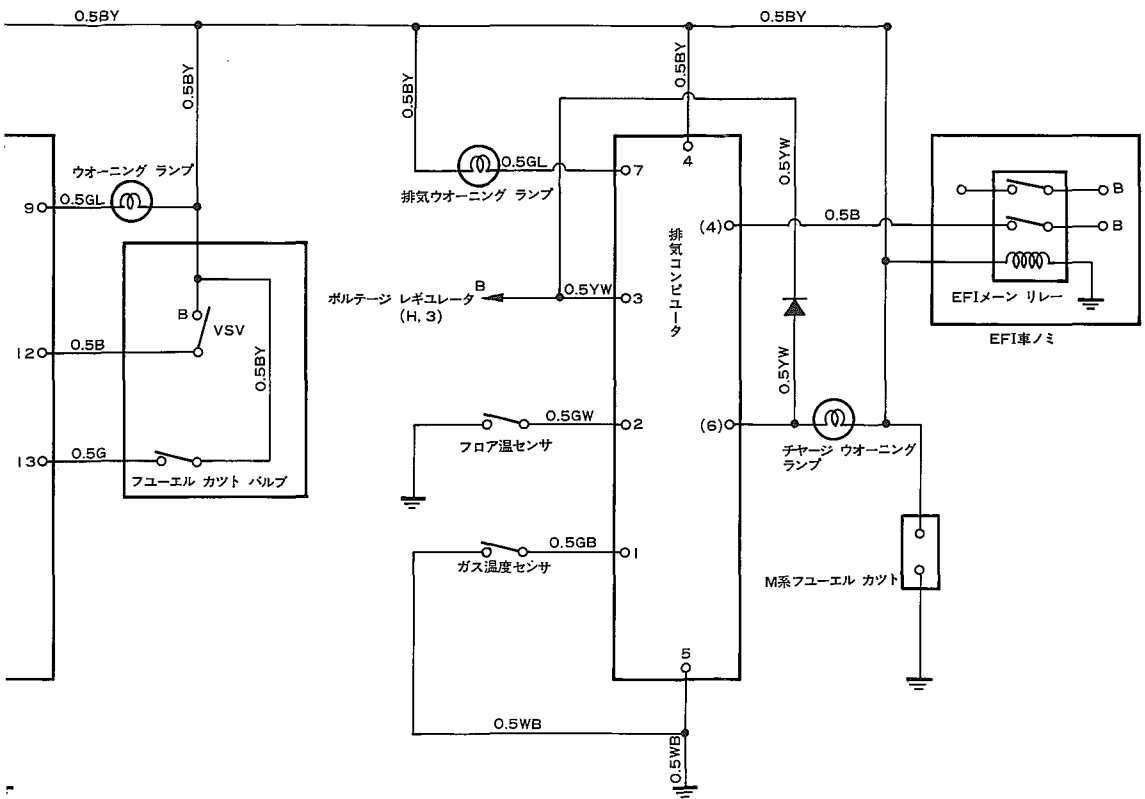 0.5BY
0.5BY
0.5BY
0.5BY
0.5BY
ウオーニング ランプ
0.5GL
9
0.5GL
7
排気ウオーニング ランプ
4
0.5YW
(4)
0.5B
B
B
EFIメーン リレー
EFI車ノミ
排気コンピュータ
ボルテージ レギュレータ
(H, 3)
B
0.5YW
3
B
VSV
12
0.5B
0.5BY
0.5YW
13
0.5G
フユーエル カツト バルブ
0.5GW
2
フロア温センサ
(6)
チヤージ ウオーニング
ランプ
0.5GB
1
ガス温度センサ
M系フユーエル カツト
5
0.5WB
0.5WB